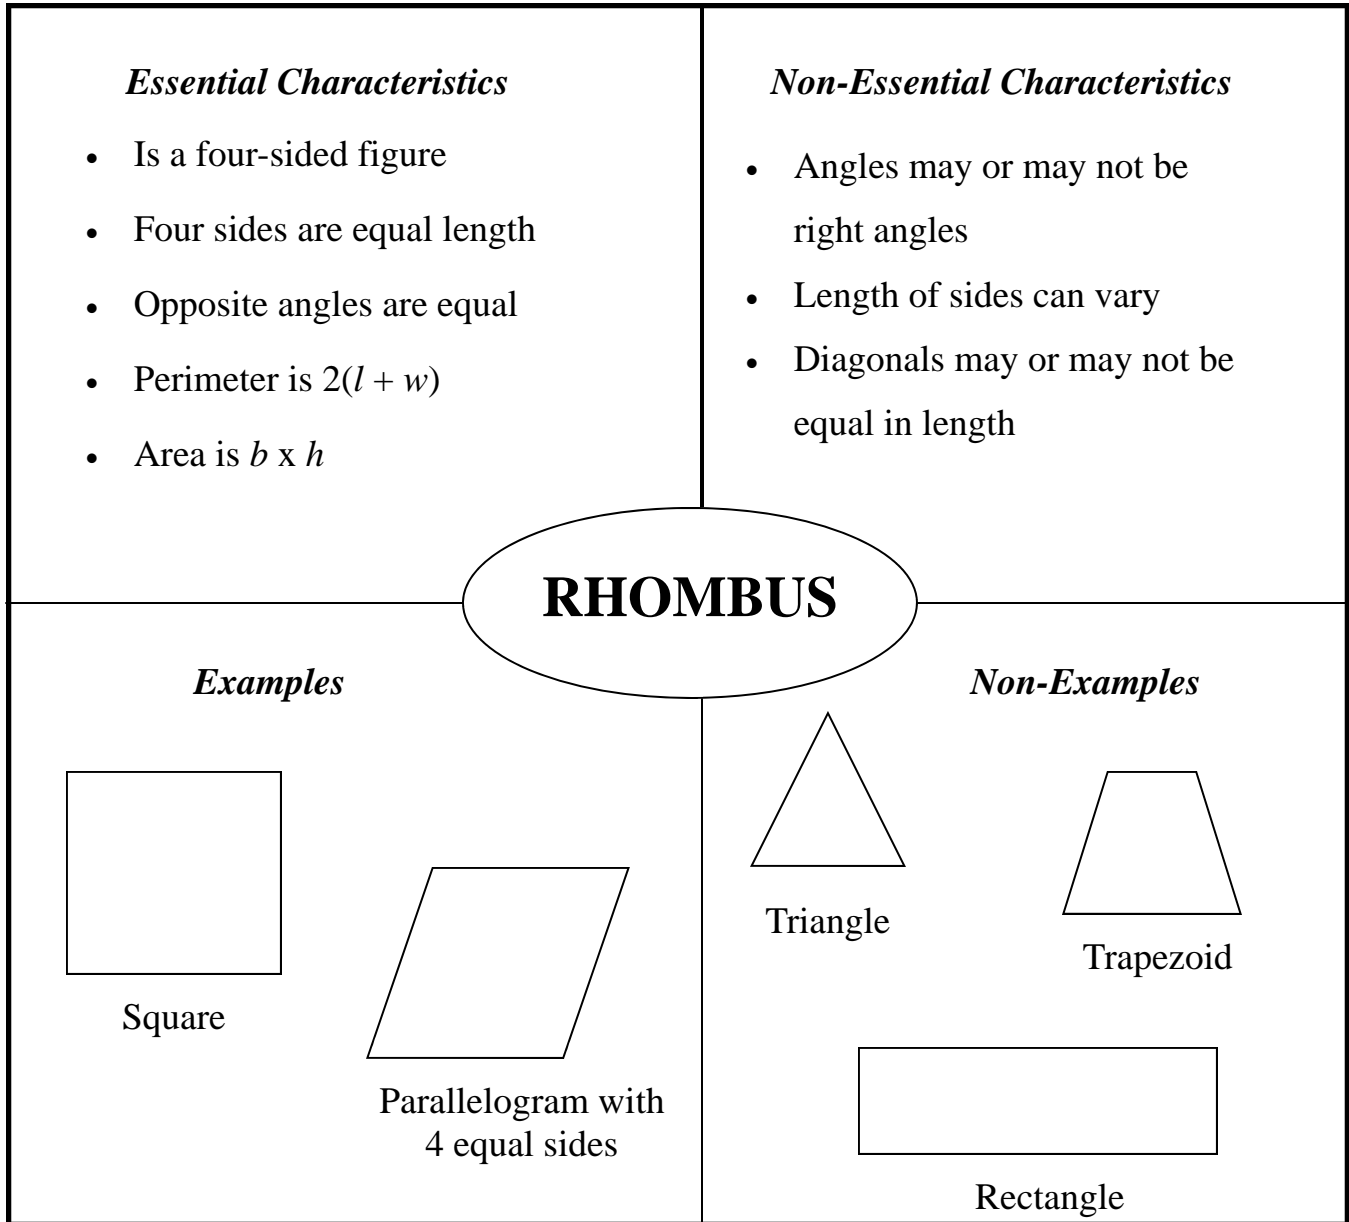 Essential Characteristics
• Is a four-sided figure
• Four sides are equal length
• Opposite angles are equal
• Perimeter is 2(l + w)
• Area is b x h
Non-Essential Characteristics
• Angles may or may not be
right angles
• Length of sides can vary
• Diagonals may or may not be
equal in length
RHOMBUS
Examples
Square
Parallelogram with
4 equal sides
Non-Examples
Triangle
Trapezoid
Rectangle